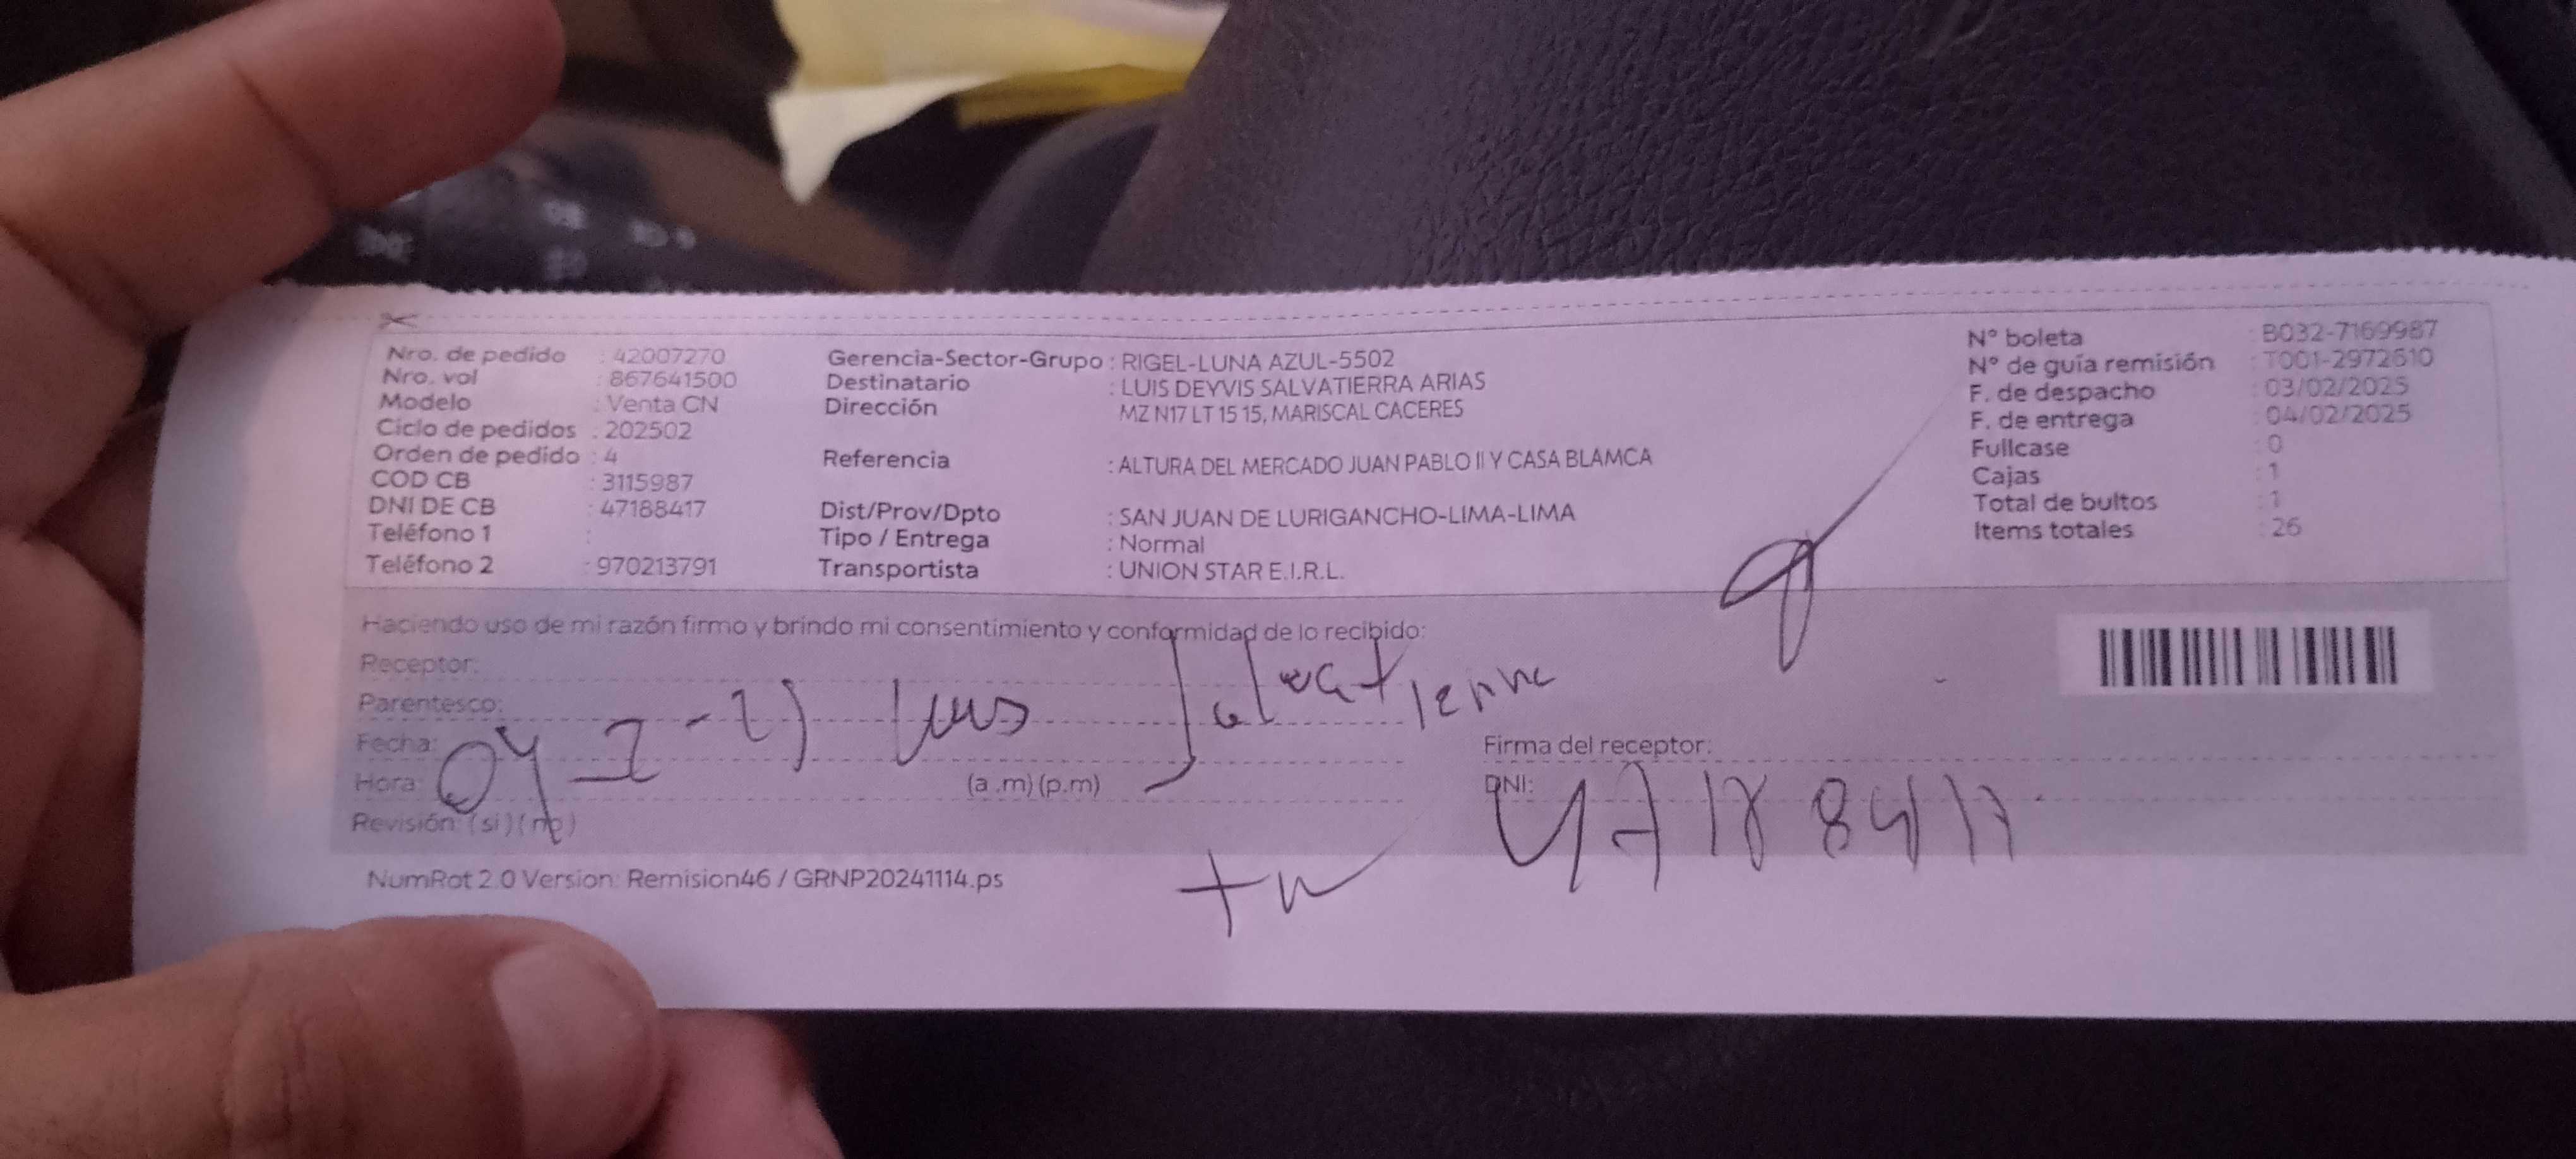 Nro. de pedido : 42007270
Nro. vol : 867641500
Modelo : Venta CN
Ciclo de pedidos : 202502
Orden de pedido : 4
COD CB : 3115987
DNI DE CB : 47188417
Teléfono 1 :
Teléfono 2 : 970213791
Gerencia-Sector-Grupo : RIGEL-LUNA AZUL-5502
Destinatario : LUIS DEYVIS SALVATIERRA ARIAS
Dirección MZ N17 LT 15 15, MARISCAL CACERES
Referencia : ALTURA DEL MERCADO JUAN PABLO II Y CASA BLAMCA
Dist/Prov/Dpto : SAN JUAN DE LURIGANCHO-LIMA-LIMA
Tipo / Entrega : Normal
Transportista : UNION STAR E.I.R.L.
N° boleta : B032-7169987
N° de guía remisión : T001-2972610
F. de despacho : 03/02/2025
F. de entrega : 04/02/2025
Fullcase : 0
Cajas : 1
Total de bultos : 1
Items totales : 26
Haciendo uso de mi razón firmo y brindo mi consentimiento y conformidad de lo recibido:
Receptor:
Parentesco:
Fecha:
Hora: (a.m) (p.m)
Revisión: (si) (no)
Luis Salvatierra
Firma del receptor:
DNI: 47188417
NumRot 2.0 Version: Remision46 / GRNP20241114.ps